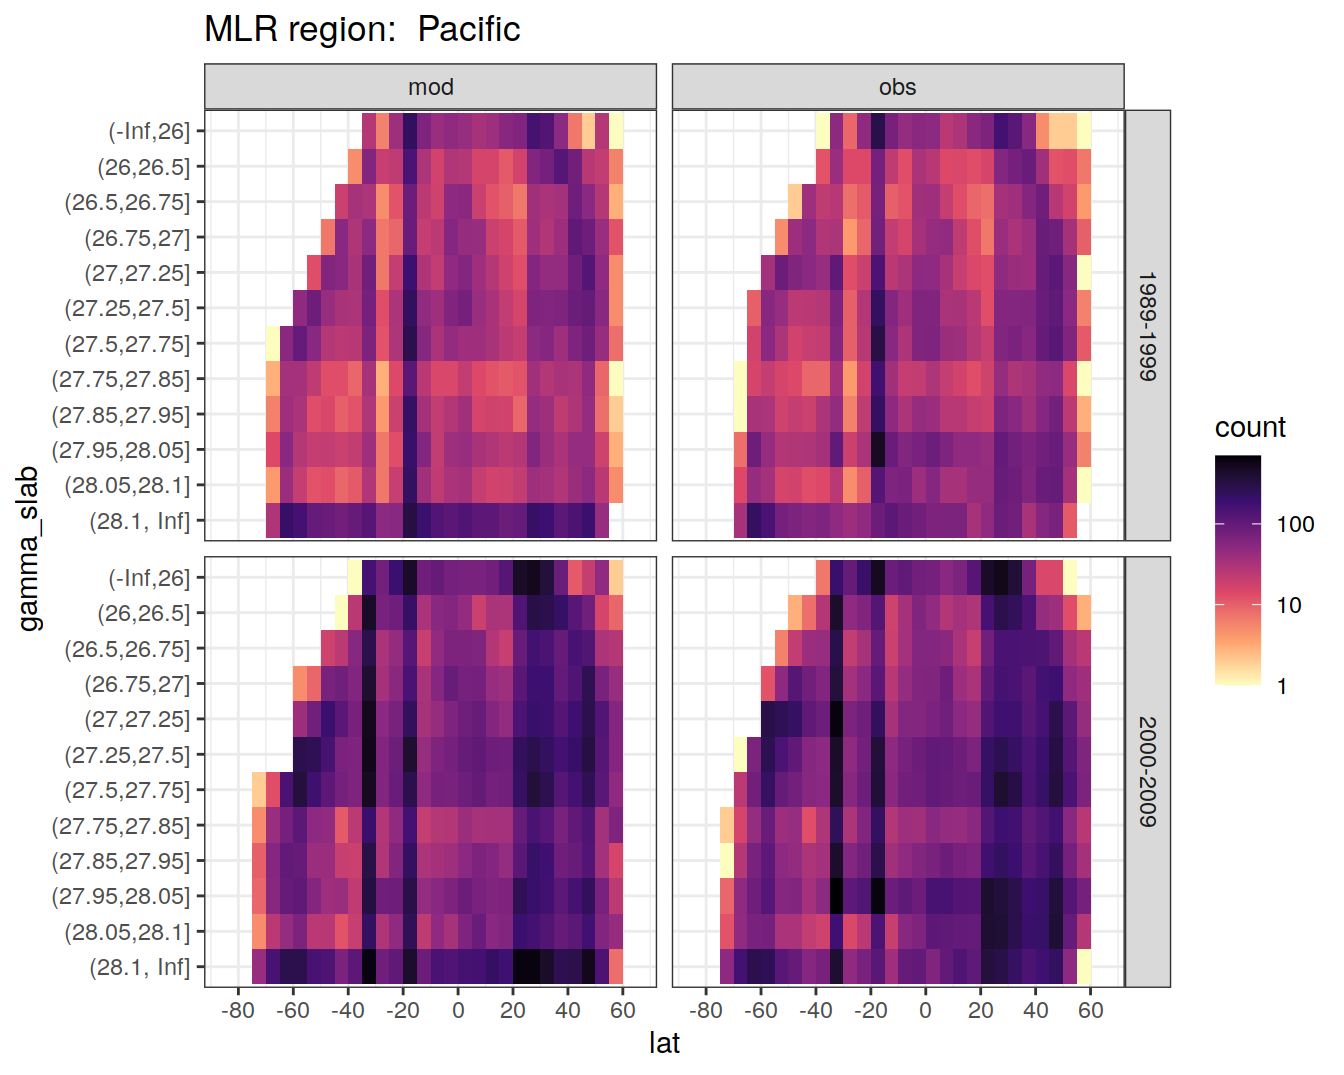 MLR region:  Pacific
mod
obs
(-Inf,26]
(26,26.5]
(26.5,26.75]
(26.75,27]
(27,27.25]
(27.25,27.5]
(27.5,27.75]
(27.75,27.85]
(27.85,27.95]
(27.95,28.05]
(28.05,28.1]
(28.1, Inf]
1989-1999
(-Inf,26]
(26,26.5]
(26.5,26.75]
(26.75,27]
(27,27.25]
(27.25,27.5]
(27.5,27.75]
(27.75,27.85]
(27.85,27.95]
(27.95,28.05]
(28.05,28.1]
(28.1, Inf]
2000-2009
gamma_slab
-80 -60 -40 -20 0 20 40 60
-80 -60 -40 -20 0 20 40 60
lat
count
100
10
1